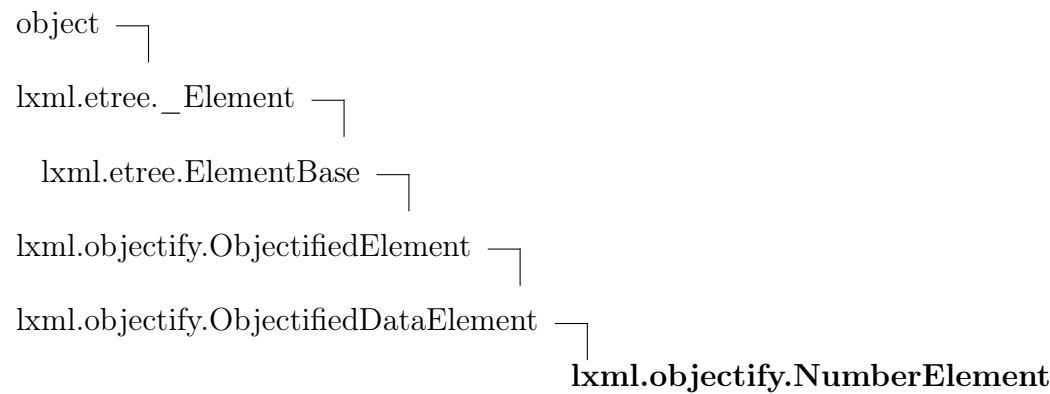 object
lxml.etree._Element
lxml.etree.ElementBase
lxml.objectify.ObjectifiedElement
lxml.objectify.ObjectifiedDataElement
lxml.objectify.NumberElement